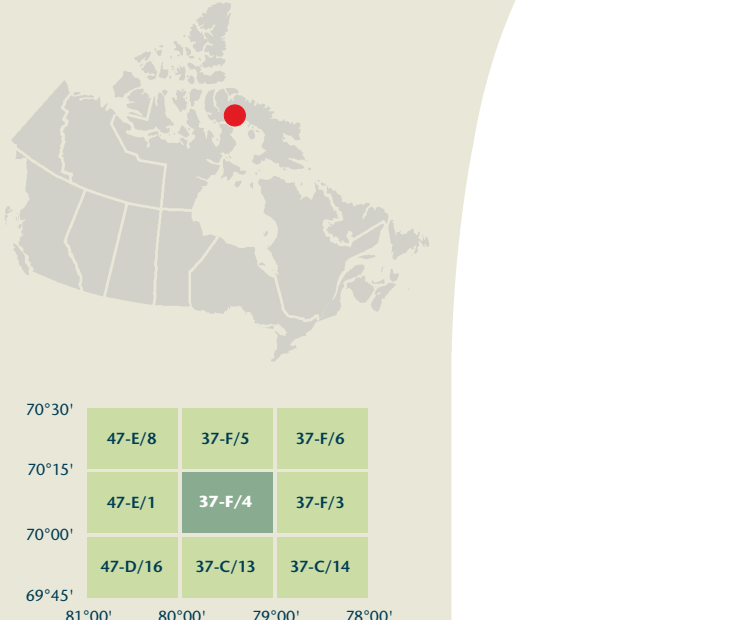 70°30'
47-E/8 37-F/5 37-F/6
70°15'
47-E/1 37-F/4 37-F/3
70°00'
47-D/16 37-C/13 37-C/14
69°45'
81°00' 80°00' 79°00' 78°00'